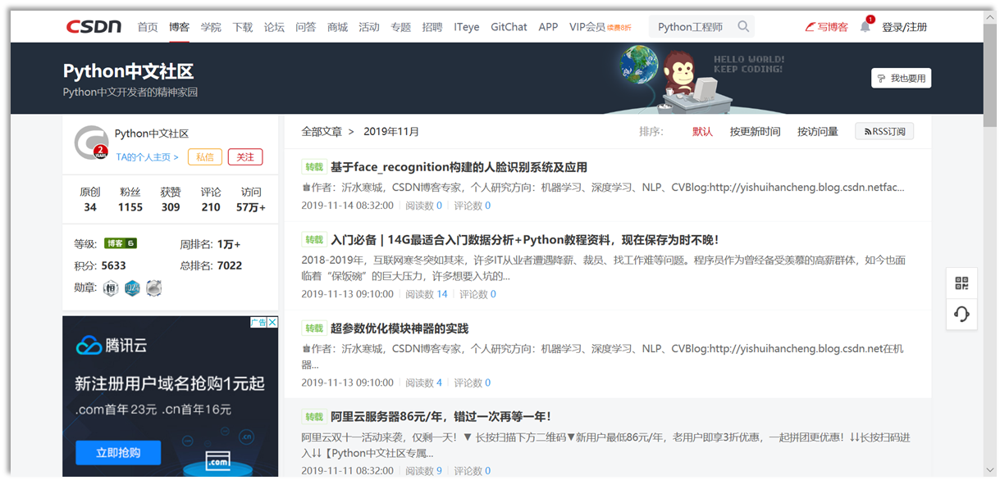 CSDN 首页 博客 学院 下载 论坛 问答 商城 活动 专题 招聘 ITeye GitChat APP VIP会员 续费8折 Python工程师 写博客 1 登录/注册
Python中文社区
Python中文开发者的精神家园
HELLO WORLD!
KEEP CODING!
我也要用
Python中文社区
2
YEARS
TA的个人主页 > 私信 关注
原创 粉丝 获赞 评论 访问
34 1155 309 210 57万+
等级: 博客 6 周排名: 1万+
积分: 5633 总排名: 7022
勋章: 恒 1024
广告
腾讯云
新注册用户域名抢购1元起
.com首年23元 .cn首年16元
立即抢购
.cn
.com
全部文章 > 2019年11月 排序: 默认 按更新时间 按访问量 RSS订阅
转载 基于face_recognition构建的人脸识别系统及应用
作者：沂水寒城，CSDN博客专家，个人研究方向：机器学习、深度学习、NLP、CVBlog:http://yishuihancheng.blog.csdn.netfac...
2019-11-14 08:32:00 阅读数 0 评论数 0
转载 入门必备 | 14G最适合入门数据分析+Python教程资料，现在保存为时不晚！
2018-2019年，互联网寒冬突如其来，许多IT从业者遭遇降薪、裁员、找工作难等问题。程序员作为曾经备受羡慕的高薪群体，如今也面
临着“保饭碗”的巨大压力，许多想要入坑的...
2019-11-13 09:10:00 阅读数 14 评论数 0
转载 超参数优化模块神器的实践
作者：沂水寒城，CSDN博客专家，个人研究方向：机器学习、深度学习、NLP、CVBlog:http://yishuihancheng.blog.csdn.net在机
器...
2019-11-13 09:10:00 阅读数 4 评论数 0
转载 阿里云服务器86元/年，错过一次再等一年！
阿里云双十一活动来袭，仅剩一天！▼ 长按扫描下方二维码▼新用户最低86元/年，老用户即享3折优惠，一起拼团更优惠！↓↓长按扫码进
入↓↓【Python中文社区专属...
2019-11-11 08:32:00 阅读数 9 评论数 0